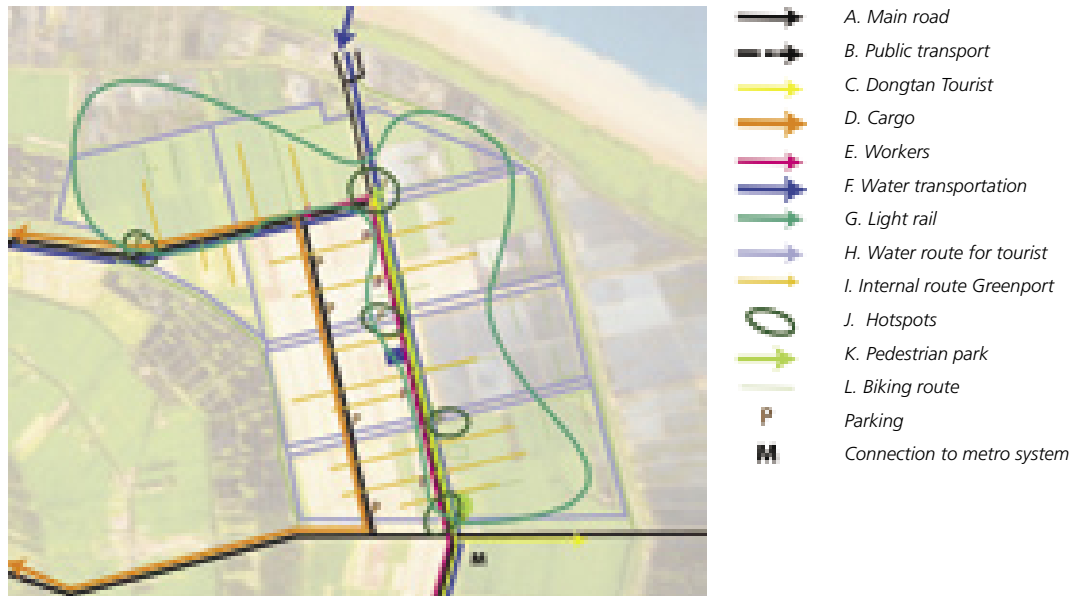 A. Main road
B. Public transport
C. Dongtan Tourist
D. Cargo
E. Workers
F. Water transportation
G. Light rail
H. Water route for tourist
I. Internal route Greenport
J. Hotspots
K. Pedestrian park
L. Biking route
P Parking
M Connection to metro system
M